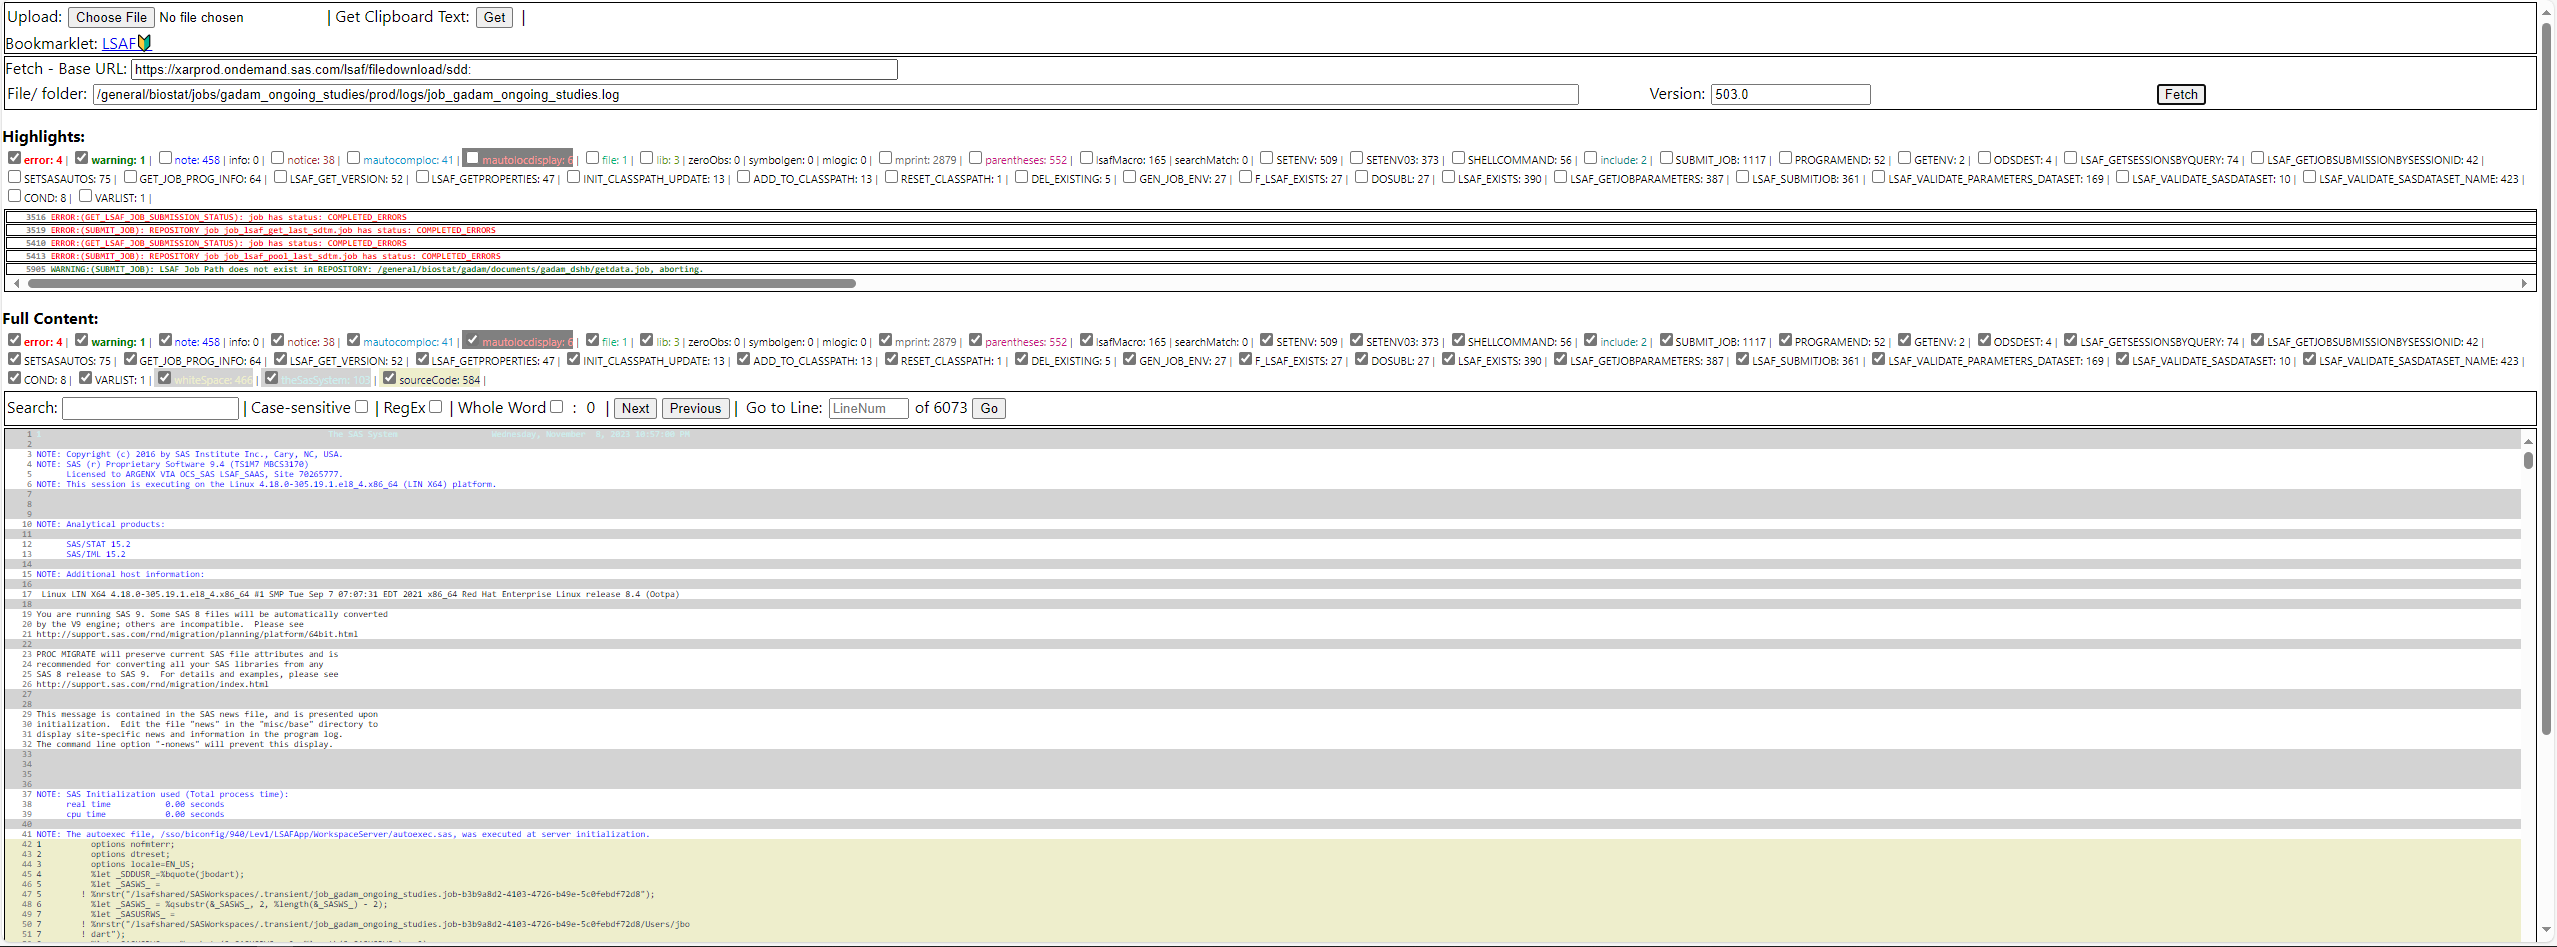 Upload: Choose File No file chosen | Get Clipboard Text: Get |
Bookmarklet: LSAF
Fetch - Base URL: https://xarprod.ondemand.sas.com/lsaf/filedownload/sdd:
File/ folder: /general/biostat/jobs/gadam_ongoing_studies/prod/logs/job_gadam_ongoing_studies.log Version: 503.0 Fetch
Highlights:
error: 4 | warning: 1 | note: 458 | info: 0 | notice: 38 | mautocomploc: 41 | mautolocdisplay: 6 | file: 1 | lib: 3 | zeroObs: 0 | symbolgen: 0 | mlogic: 0 | mprint: 2879 | parentheses: 552 | lsafMacro: 165 | searchMatch: 0 | SETENV: 509 | SETENV03: 373 | SHELLCOMMAND: 56 | include: 2 | SUBMIT_JOB: 1117 | PROGRAMEND: 52 | GETENV: 2 | ODSDEST: 4 | LSAF_GETSESSIONSBYQUERY: 74 | LSAF_GETJOBSUBMISSIONBYSESSIONID: 42 |
SETSASAUTOS: 75 | GET_JOB_PROG_INFO: 64 | LSAF_GET_VERSION: 52 | LSAF_GETPROPERTIES: 47 | INIT_CLASSPATH_UPDATE: 13 | ADD_TO_CLASSPATH: 13 | RESET_CLASSPATH: 1 | DEL_EXISTING: 5 | GEN_JOB_ENV: 27 | F_LSAF_EXISTS: 27 | DOSUBL: 27 | LSAF_EXISTS: 390 | LSAF_GETJOBPARAMETERS: 387 | LSAF_SUBMITJOB: 361 | LSAF_VALIDATE_PARAMETERS_DATASET: 169 | LSAF_VALIDATE_SASDATASET: 10 | LSAF_VALIDATE_SASDATASET_NAME: 423 |
COND: 8 | VARLIST: 1 |
3516 ERROR:(GET_LSAF_JOB_SUBMISSION_STATUS): job has status: COMPLETED_ERRORS
3519 ERROR:(SUBMIT_JOB): REPOSITORY job job_lsaf_get_last_sdtm.job has status: COMPLETED_ERRORS
5410 ERROR:(GET_LSAF_JOB_SUBMISSION_STATUS): job has status: COMPLETED_ERRORS
5413 ERROR:(SUBMIT_JOB): REPOSITORY job job_lsaf_pool_last_sdtm.job has status: COMPLETED_ERRORS
5905 WARNING:(SUBMIT_JOB): LSAF Job Path does not exist in REPOSITORY: /general/biostat/gadam/documents/gadam_dshb/getdata.job, aborting.
Full Content:
error: 4 | warning: 1 | note: 458 | info: 0 | notice: 38 | mautocomploc: 41 | mautolocdisplay: 6 | file: 1 | lib: 3 | zeroObs: 0 | symbolgen: 0 | mlogic: 0 | mprint: 2879 | parentheses: 552 | lsafMacro: 165 | searchMatch: 0 | SETENV: 509 | SETENV03: 373 | SHELLCOMMAND: 56 | include: 2 | SUBMIT_JOB: 1117 | PROGRAMEND: 52 | GETENV: 2 | ODSDEST: 4 | LSAF_GETSESSIONSBYQUERY: 74 | LSAF_GETJOBSUBMISSIONBYSESSIONID: 42 |
SETSASAUTOS: 75 | GET_JOB_PROG_INFO: 64 | LSAF_GET_VERSION: 52 | LSAF_GETPROPERTIES: 47 | INIT_CLASSPATH_UPDATE: 13 | ADD_TO_CLASSPATH: 13 | RESET_CLASSPATH: 1 | DEL_EXISTING: 5 | GEN_JOB_ENV: 27 | F_LSAF_EXISTS: 27 | DOSUBL: 27 | LSAF_EXISTS: 390 | LSAF_GETJOBPARAMETERS: 387 | LSAF_SUBMITJOB: 361 | LSAF_VALIDATE_PARAMETERS_DATASET: 169 | LSAF_VALIDATE_SASDATASET: 10 | LSAF_VALIDATE_SASDATASET_NAME: 423 |
COND: 8 | VARLIST: 1 | whiteSpace: 466 | theSasSystem: 103 | sourceCode: 584 |
Search: | Case-sensitive | RegEx | Whole Word : 0 | Next Previous | Go to Line: LineNum of 6073 Go
1 The SAS System Wednesday, November 8, 2023 10:57:00 PM
2
3 NOTE: Copyright (c) 2016 by SAS Institute Inc., Cary, NC, USA.
4 NOTE: SAS (r) Proprietary Software 9.4 (TS1M7 MBCS3170)
5 Licensed to ARGENX VIA OCS_SAS LSAF_SAAS, Site 70265777.
6 NOTE: This session is executing on the Linux 4.18.0-305.19.1.el8_4.x86_64 (LIN X64) platform.
7
8
9
10 NOTE: Analytical products:
11
12 SAS/STAT 15.2
13 SAS/IML 15.2
14
15 NOTE: Additional host information:
16
17 Linux LIN X64 4.18.0-305.19.1.el8_4.x86_64 #1 SMP Tue Sep 7 07:07:31 EDT 2021 x86_64 Red Hat Enterprise Linux release 8.4 (Ootpa)
18
19 You are running SAS 9. Some SAS 8 files will be automatically converted
20 by the V9 engine; others are incompatible. Please see
21 http://support.sas.com/rnd/migration/planning/platform/64bit.html
22
23 PROC MIGRATE will preserve current SAS file attributes and is
24 recommended for converting all your SAS libraries from any
25 SAS 8 release to SAS 9. For details and examples, please see
26 http://support.sas.com/rnd/migration/index.html
27
28
29 This message is contained in the SAS news file, and is presented upon
30 initialization. Edit the file "news" in the "misc/base" directory to
31 display site-specific news and information in the program log.
32 The command line option "-nonews" will prevent this display.
33
34
35
36
37 NOTE: SAS Initialization used (Total process time):
38 real time 0.00 seconds
39 cpu time 0.00 seconds
40
41 NOTE: The autoexec file, /sso/biconfig/940/Lev1/LSAFApp/WorkspaceServer/autoexec.sas, was executed at server initialization.
42 1 options nofmterr;
43 2 options dtreset;
44 3 options locale=EN_US;
45 4 %let _SDDUSR_=%bquote(jbodart);
46 5 %let _SASWS_ =
47 5 ! %nrstr("/lsafshared/SASWorkspaces/.transient/job_gadam_ongoing_studies.job-b3b9a8d2-4103-4726-b49e-5c0febdf72d8");
48 6 %let _SASWS_ = %qsubstr(&_SASWS_, 2, %length(&_SASWS_) - 2);
49 7 %let _SASUSRWS_ =
50 7 ! %nrstr("/lsafshared/SASWorkspaces/.transient/job_gadam_ongoing_studies.job-b3b9a8d2-4103-4726-b49e-5c0febdf72d8/Users/jbo
51 7 ! dart");